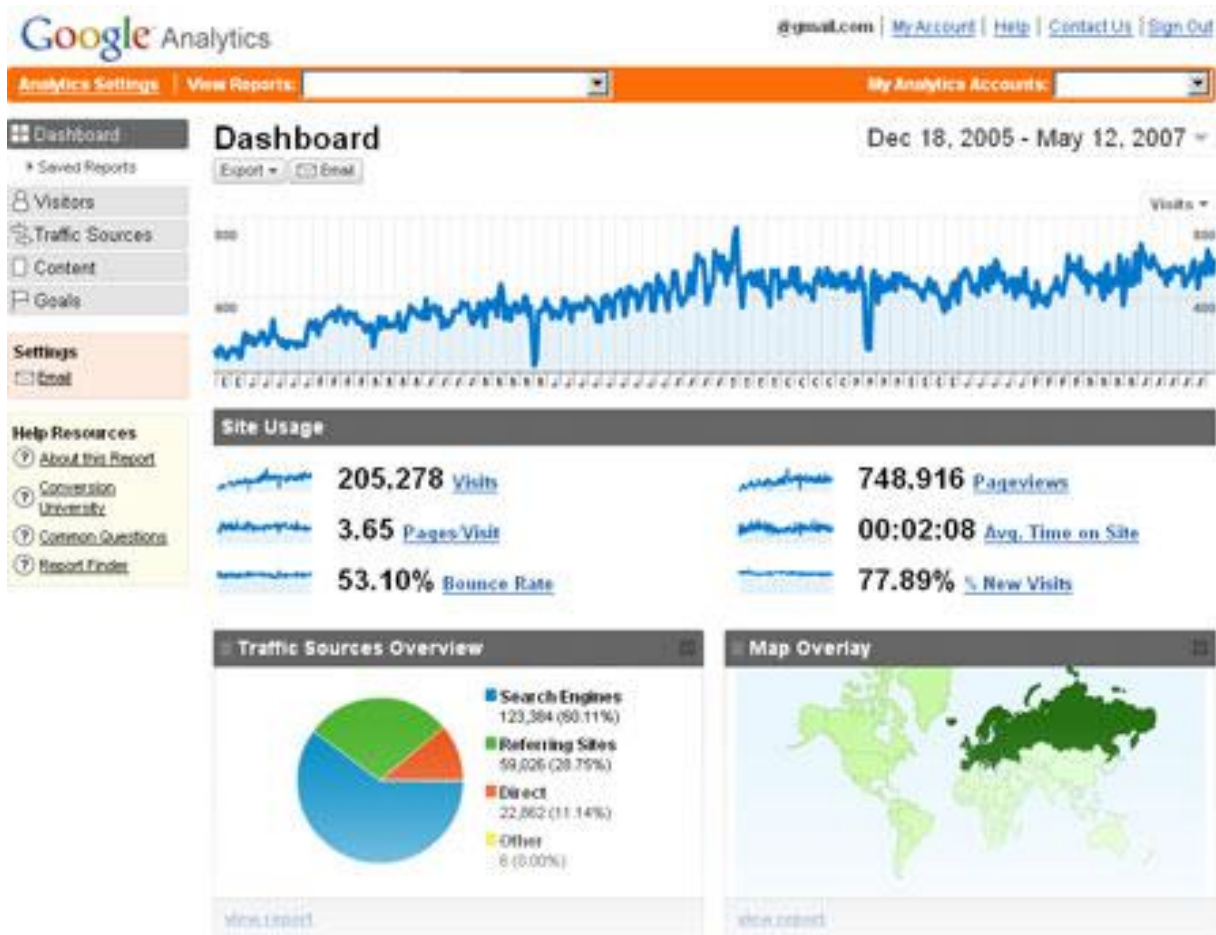 Google Analytics
@gmail.com | My Account | Help | Contact Us | Sign Out
Analytics Settings | View Reports: My Analytics Accounts:
Dashboard
Saved Reports
Visitors
Traffic Sources
Content
Goals
Settings
Email
Help Resources
About this Report
Conversion
University
Common Questions
Report Finder
Dashboard
Dec 18, 2005 - May 12, 2007
Export Email
Visits
800 800
400 400
Site Usage
205,278 Visits
748,916 Pageviews
3.65 Pages/Visit
00:02:08 Avg. Time on Site
53.10% Bounce Rate
77.89% % New Visits
Traffic Sources Overview
Search Engines
123,384 (60.11%)
Referring Sites
59,026 (28.75%)
Direct
22,862 (11.14%)
Other
6 (0.00%)
view report
Map Overlay
view report